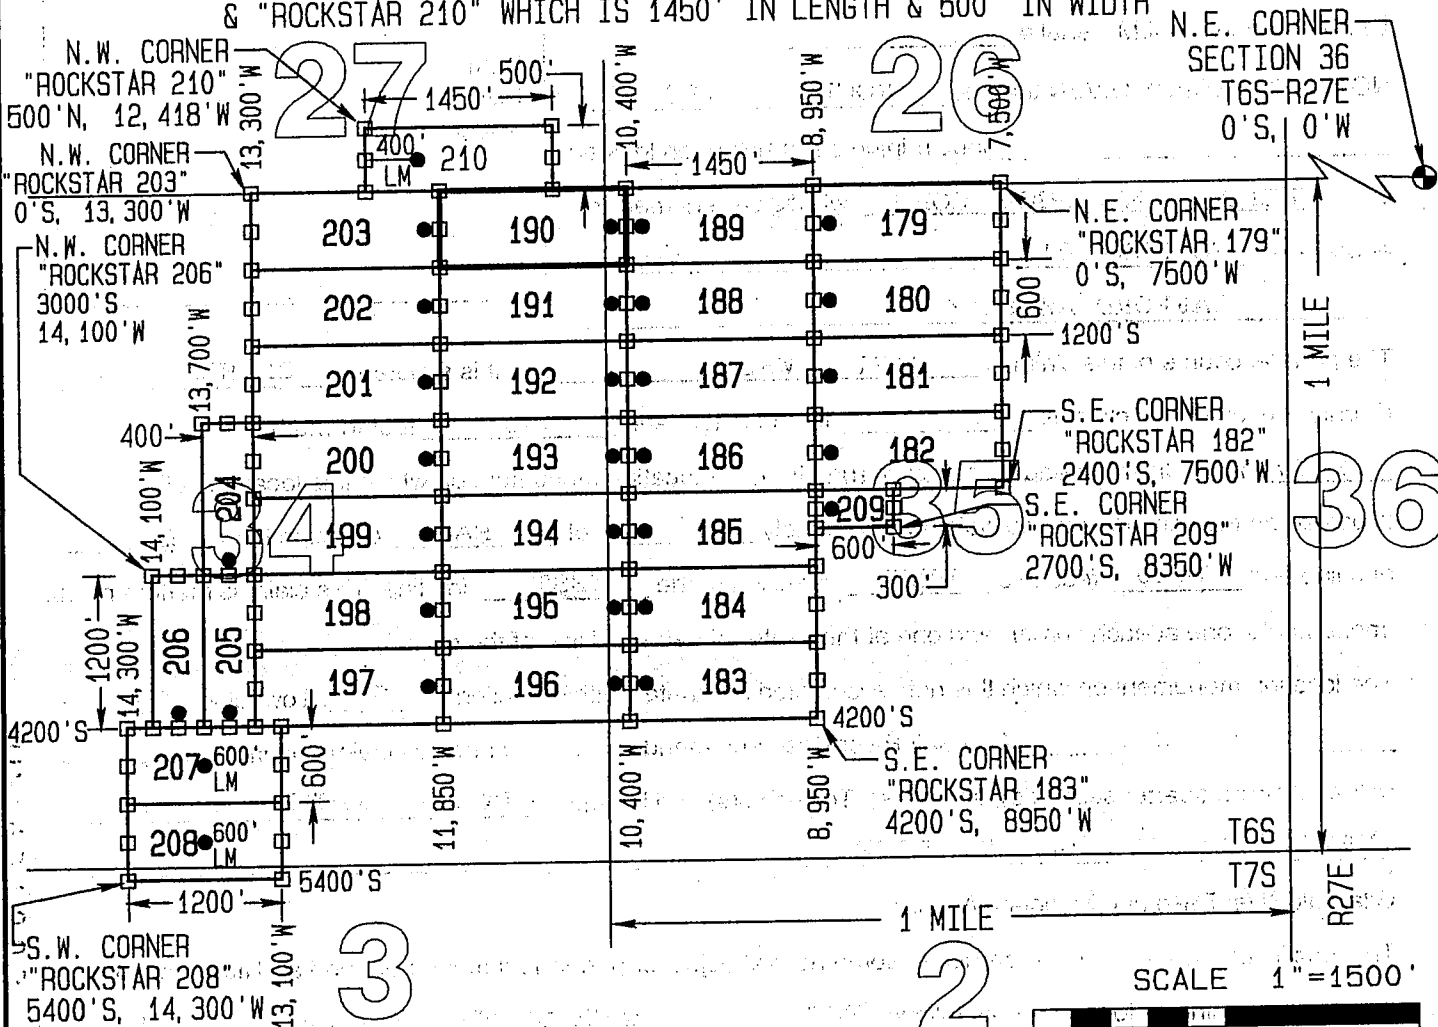 & "ROCKSTAR 210" WHICH IS 1450' IN LENGTH & 500' IN WIDTH
N.W. CORNER
"ROCKSTAR 210"
500'N, 12,418'W
N.W. CORNER
"ROCKSTAR 203"
0'S, 13,300'W
N.W. CORNER
"ROCKSTAR 206"
3000'S
14,100'W
27
26
13,300'W.
10,400'W.
8,950'W.
7,500'W.
500'
1450'
400'
LM
210
1450'
N.E. CORNER
SECTION 36
T6S-R27E
0'S, 0'W
N.E. CORNER
"ROCKSTAR 179"
0'S, 7500'W
203
190
189
179
202
191
188
180
600'
1200'S
1 MILE
201
192
187
181
13,700'W.
400'
200
193
186
182
S.E. CORNER
"ROCKSTAR 182"
2400'S, 7500'W
14,100'W.
204
34
199
194
185
209
35
36
600'
300'
S.E. CORNER
"ROCKSTAR 209"
2700'S, 8350'W
1200'
14,300'W.
206
205
198
195
184
197
196
183
4200'S
4200'S
207
600'
LM
600'
208
600'
LM
11,850'W.
10,400'W.
8,950'W.
S.E. CORNER
"ROCKSTAR 183"
4200'S, 8950'W
T6S
T7S
R27E
5400'S
1200'
1 MILE
S.W. CORNER
"ROCKSTAR 208"
5400'S, 14,300'W
13,100'W.
3
2
SCALE 1"=1500'